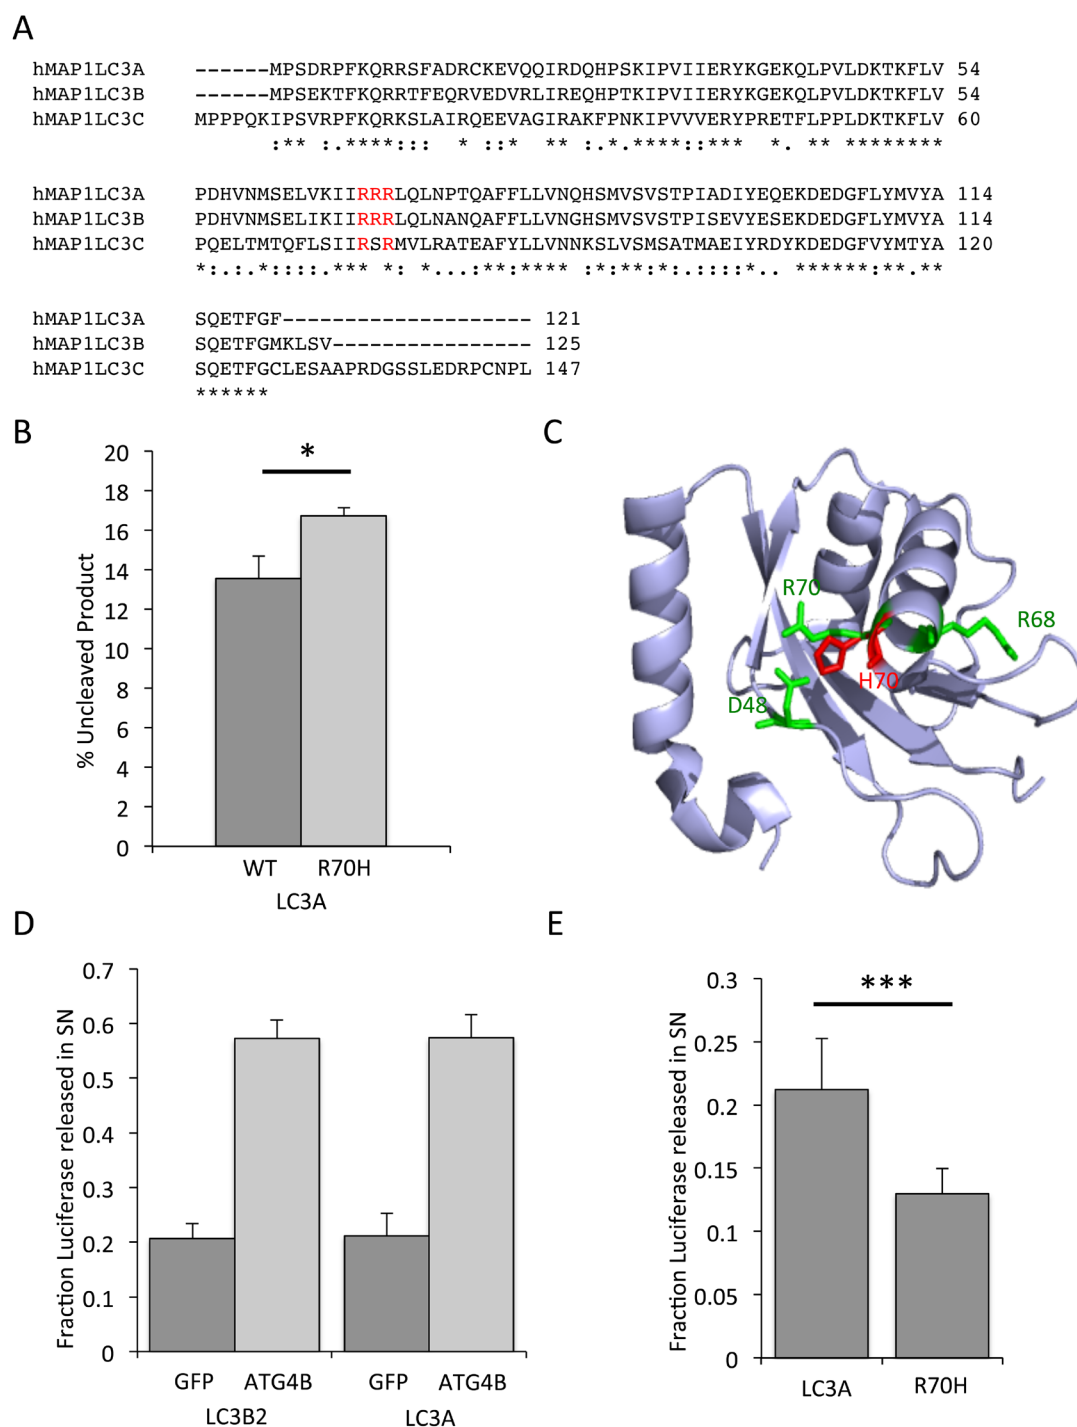 A
hMAP1LC3A ------MPSDRPFKQRRSFADRCKEVQQIRDQHPSKIPVIIERYKGEKQLPVLDKTKFLV 54
hMAP1LC3B ------MPSEKTFKQRRTFEQRVEDVRLIREQHPTKIPVIIERYKGEKQLPVLDKTKFLV 54
hMAP1LC3C MPPPQKIPSVRPFKQRKSLAIRQEEVAGIRAKFPNKIPVVVERYPRETFLPPLDKTKFLV 60
:** :.****::: * ::* ** :.*.****::*** *. ** *******
hMAP1LC3A PDHVNMSELVKIIRRRLQLNPTQAFFLLVNQHSMVSVSTPIADIYEQEKDEDGFLYMVYA 114
hMAP1LC3B PDHVNMSELIKIIRRRLQLNANQAFFLLVNGHSMVSVSTPISEVYESEKDEDGFLYMVYA 114
hMAP1LC3C PQELTMTQFLSIIRSRMVLRATEAFYLLVNNKSLVSMSATMAEIYRDYKDEDGFVYMTYA 120
*:.:.*::::.*** *: *...:**:**** :*:**:*:.::::*.. ******:**.**
hMAP1LC3A SQETFGF-------------------- 121
hMAP1LC3B SQETFGMKLSV---------------- 125
hMAP1LC3C SQETFGCLESAAPRDGSSLEDRPCNPL 147
******
B
20
18
16
14
12
10
8
6
4
2
0
% Uncleaved Product
*
WT R70H
LC3A
C
R70
R68
H70
D48
D
0.7
0.6
0.5
0.4
0.3
0.2
0.1
0
Fraction Luciferase released in SN
GFP ATG4B GFP ATG4B
LC3B2 LC3A
E
0.3
0.25
0.2
0.15
0.1
0.05
0
Fraction Luciferase released in SN
***
LC3A R70H